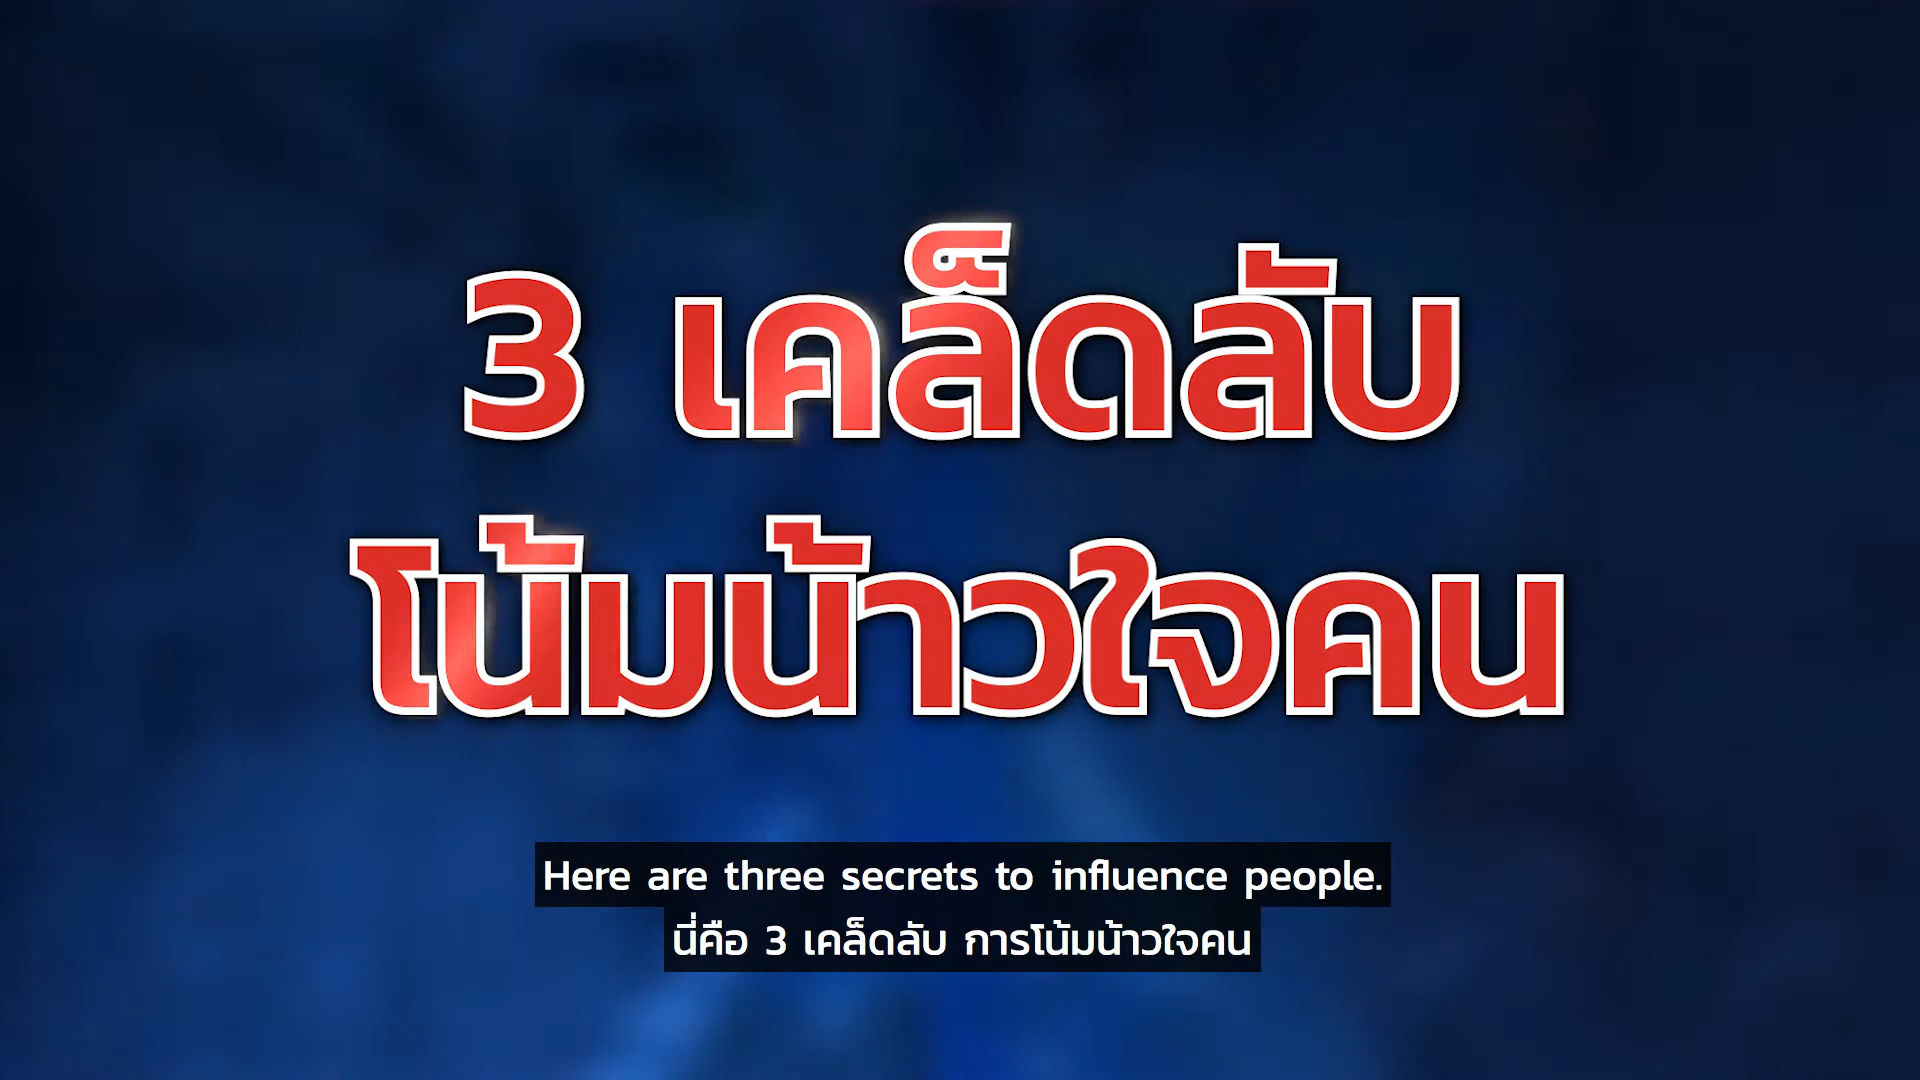 3 เคล็ดลับ
โน้มน้าวใจคน
Here are three secrets to influence people.
นี่คือ 3 เคล็ดลับ การโน้มน้าวใจคน